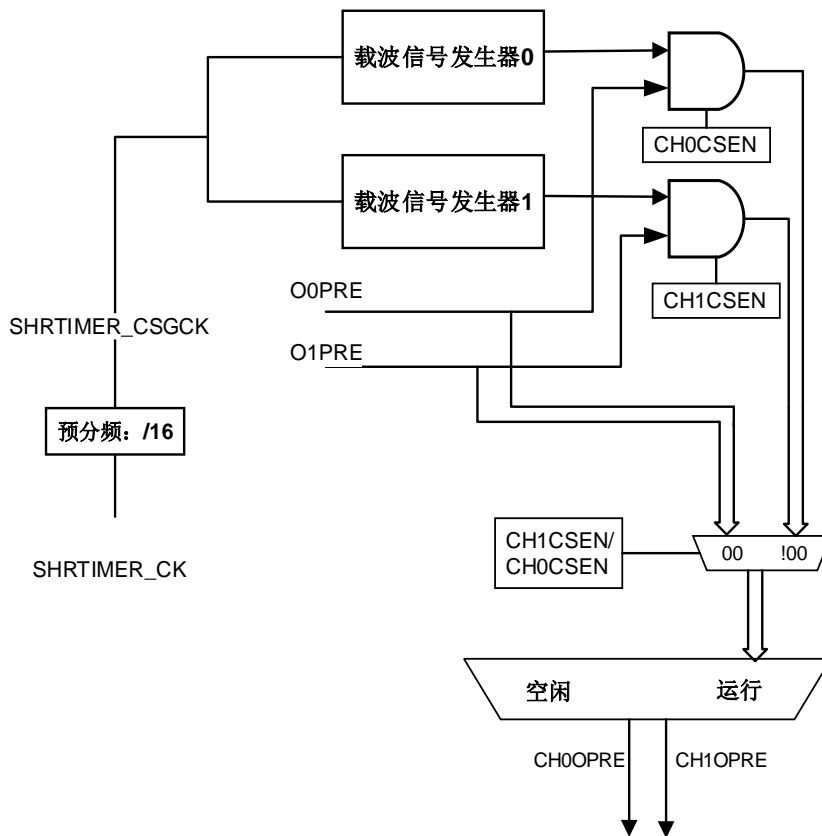 载波信号发生器0
CH0CSEN
载波信号发生器1
CH1CSEN
O0PRE
SHRTIMER_CSGCK
O1PRE
预分频：/16
SHRTIMER_CK
CH1CSEN/
CH0CSEN
00 !00
空闲 运行
CH0OPRE CH1OPRE